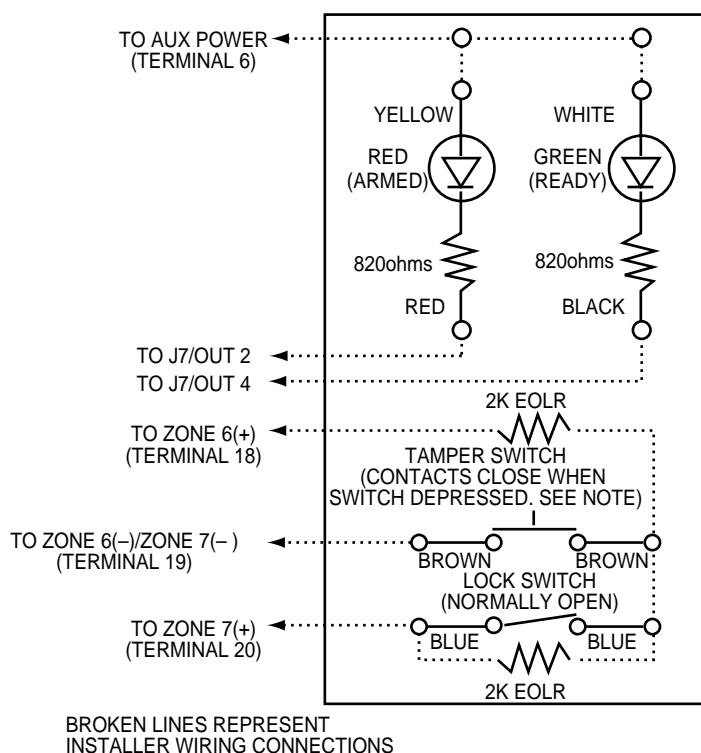 TO AUX POWER
(TERMINAL 6)
YELLOW
WHITE
RED
(ARMED)
GREEN
(READY)
820ohms
820ohms
RED
BLACK
TO J7/OUT 2
TO J7/OUT 4
2K EOLR
TO ZONE 6(+)
(TERMINAL 18)
TAMPER SWITCH
(CONTACTS CLOSE WHEN
SWITCH DEPRESSED. SEE NOTE)
TO ZONE 6(–)/ZONE 7(– )
(TERMINAL 19)
BROWN
BROWN
LOCK SWITCH
(NORMALLY OPEN)
TO ZONE 7(+)
(TERMINAL 20)
BLUE
BLUE
2K EOLR
BROKEN LINES REPRESENT
INSTALLER WIRING CONNECTIONS